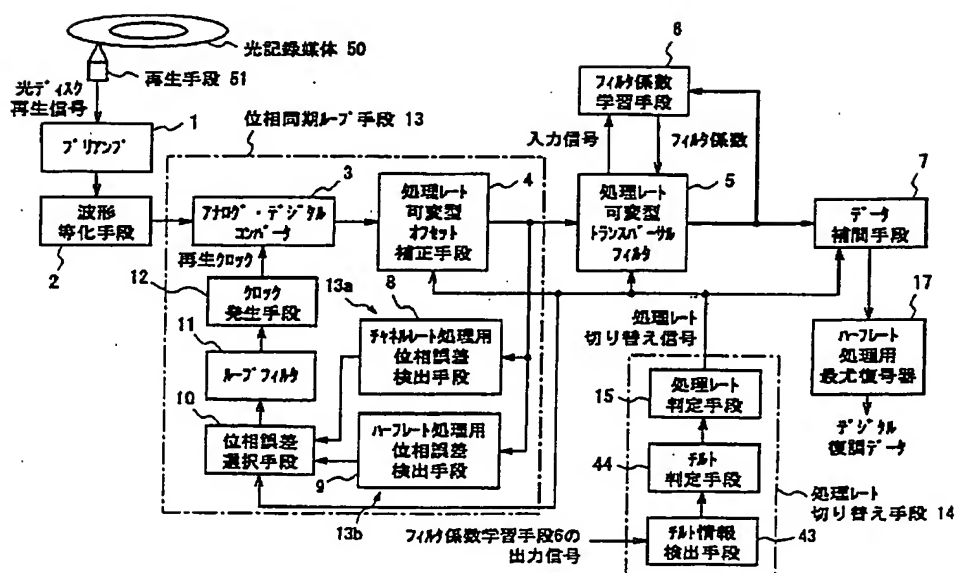 光記録媒体 50
再生手段 51
光ディスク
再生信号
1
プリアンプ
波形
等化手段
2
位相同期ループ手段 13
3
アナログ・デジタル
コンバータ
再生クロック
12
クロック
発生手段
11
ループフィルタ
10
位相誤差
選択手段
4
処理レート
可変型
オフセット
補正手段
13a
8
チャネルレート処理用
位相誤差
検出手段
ハーフレート処理用
位相誤差
検出手段
9
13b
6
フィルタ係数
学習手段
入力信号
フィルタ係数
5
処理レート
可変型
トランスバーサル
フィルタ
7
データ
補間手段
処理レート
切り替え信号
17
ハーフレート
処理用
最尤復号器
デジタル
復調データ
15
処理レート
判定手段
44
チルト
判定手段
処理レート
切り替え手段 14
フィルタ係数学習手段6の
出力信号
チルト情報
検出手段
43